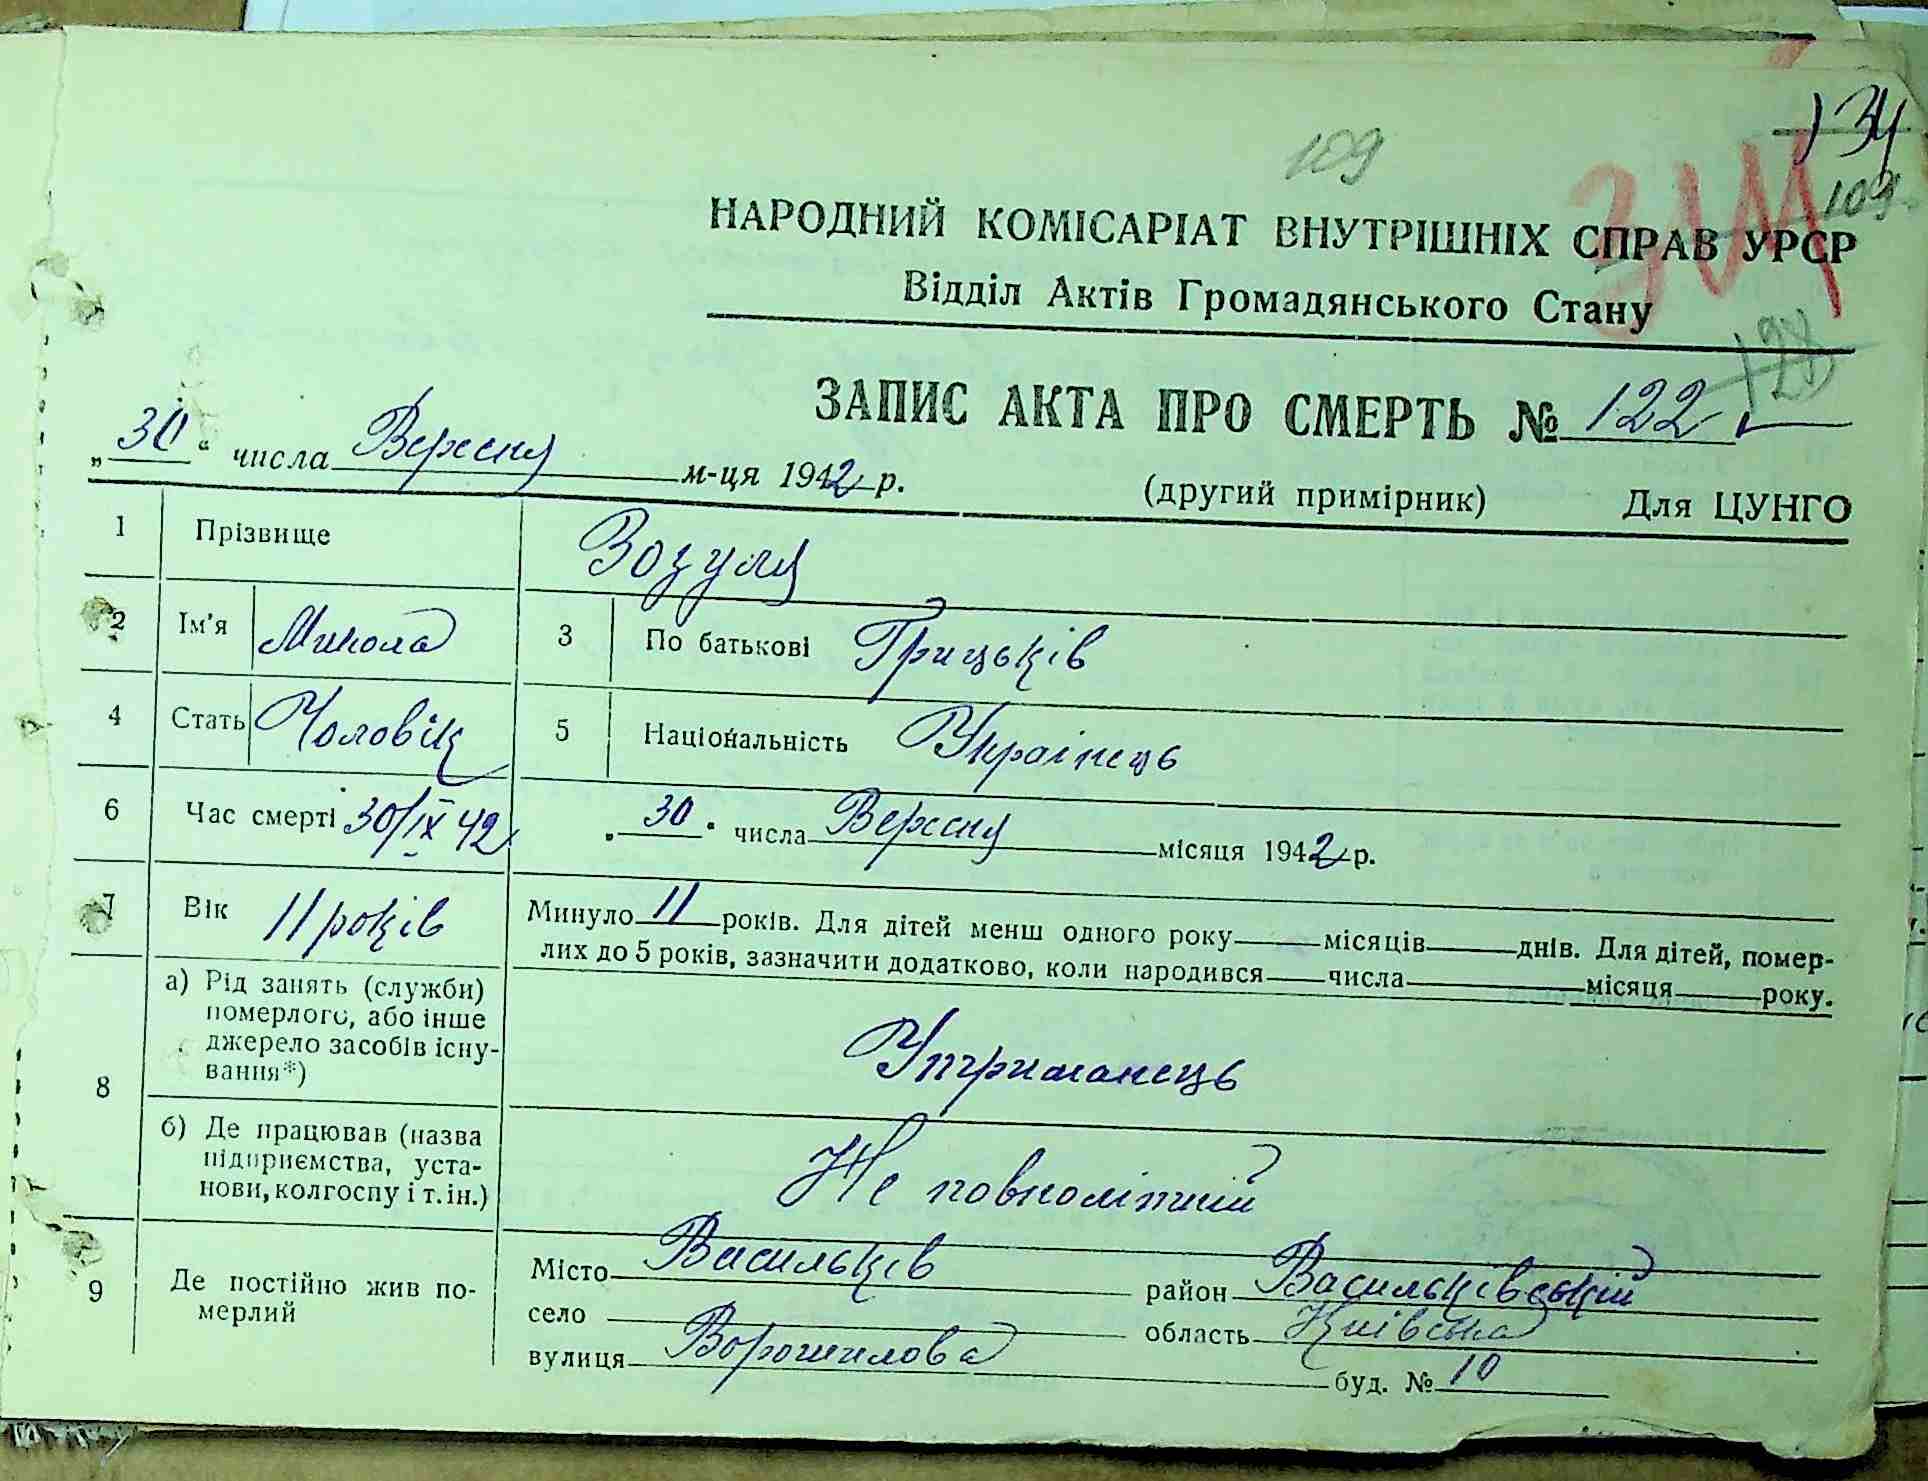 134
109
109
ЗИ
НАРОДНИЙ КОМІСАРІАТ ВНУТРІШНІХ СПРАВ УРСР
Відділ Актів Громадянського Стану
128
ЗАПИС АКТА ПРО СМЕРТЬ № 122
„30" числа Вересня м-ця 1942 р.
(другий примірник) Для ЦУНГО
1 Прізвище Зозуля
2 Ім'я Микола 3 По батькові Грицьків
4 Стать Чоловік 5 Національність Украінець
6 Час смерті 30/IX 42 „30" числа Вересня місяця 1942 р.
7 Вік 11 років Минуло 11 років. Для дітей менш одного року місяців днів. Для дітей, помер-
лих до 5 років, зазначити додатково, коли народився числа місяця року.
8 а) Рід занять (служби)
померлого, або інше
джерело засобів існу-
вання*)
Утриманець
б) Де працював (назва
підприємства, уста-
нови, колгоспу і т. ін.)
Не повнолітній
9 Де постійно жив по-
мерлий
Місто Васильків район Васильківський
село область Київська
вулиця Ворошилова буд. № 10